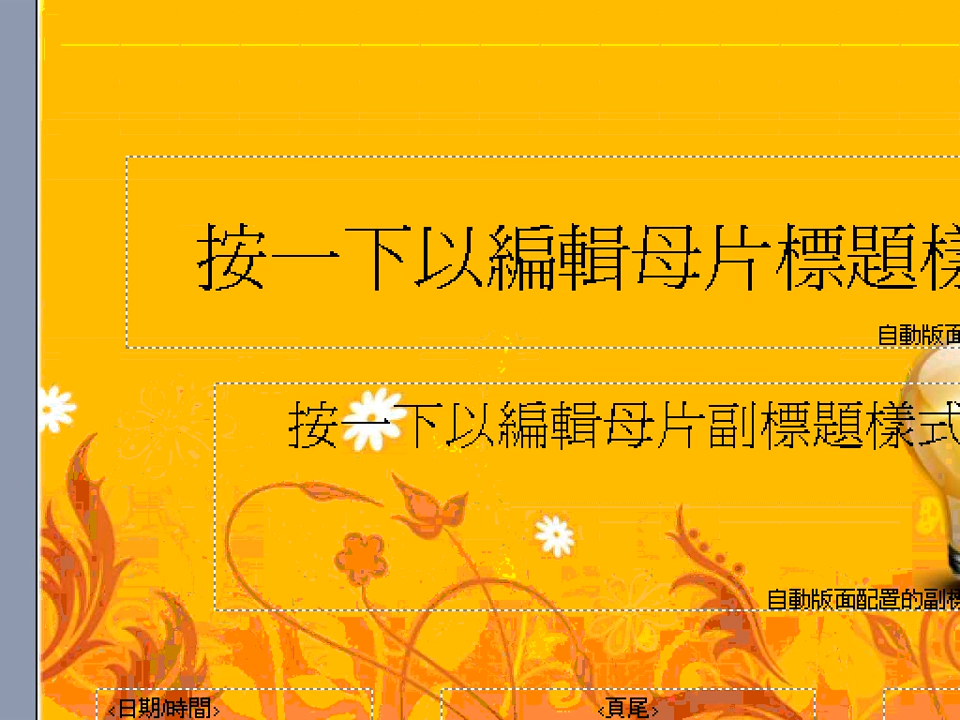 按一下以編輯母片標題樣
自動版面
按一下以編輯母片副標題樣式
自動版面配置的副標
<日期/時間>
<頁尾>